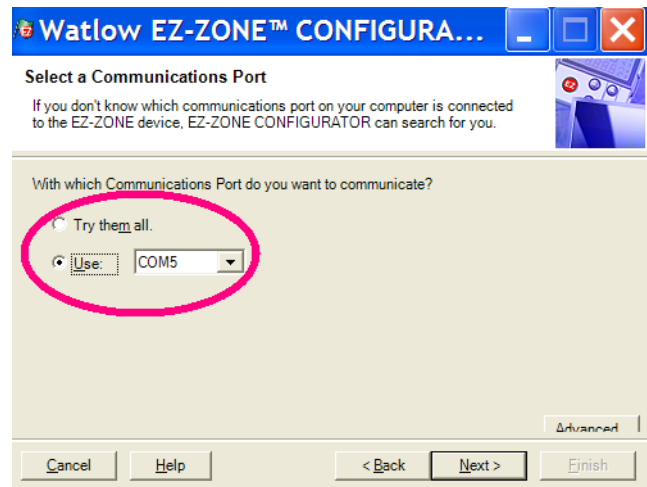 Watlow EZ-ZONE™ CONFIGURA...
Select a Communications Port
If you don't know which communications port on your computer is connected
to the EZ-ZONE device, EZ-ZONE CONFIGURATOR can search for you.
With which Communications Port do you want to communicate?
Try them all.
Use: COM5
Advanced
Cancel Help < Back Next > Finish